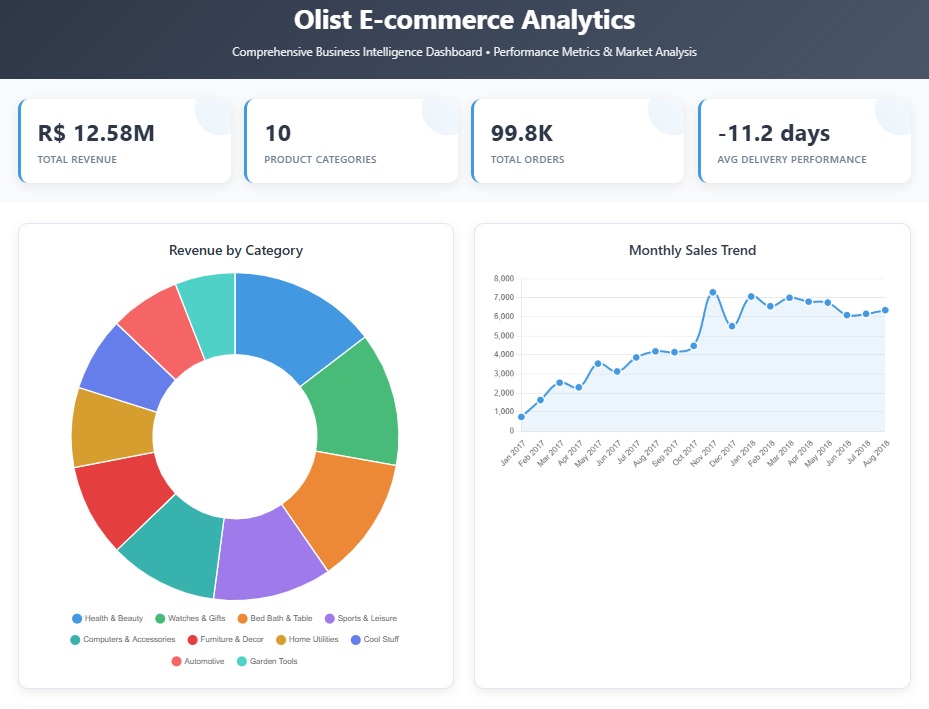 Olist E-commerce Analytics
Comprehensive Business Intelligence Dashboard • Performance Metrics & Market Analysis
R$ 12.58M
TOTAL REVENUE
10
PRODUCT CATEGORIES
99.8K
TOTAL ORDERS
-11.2 days
AVG DELIVERY PERFORMANCE
Revenue by Category
Health & Beauty Watches & Gifts Bed Bath & Table Sports & Leisure
Computers & Accessories Furniture & Decor Home Utilities Cool Stuff
Automotive Garden Tools
Monthly Sales Trend
8,000
7,000
6,000
5,000
4,000
3,000
2,000
1,000
0
Jan 2017 Feb 2017 Mar 2017 Apr 2017 May 2017 Jun 2017 Jul 2017 Aug 2017 Sep 2017 Oct 2017 Nov 2017 Dec 2017 Jan 2018 Feb 2018 Mar 2018 Apr 2018 May 2018 Jun 2018 Jul 2018 Aug 2018